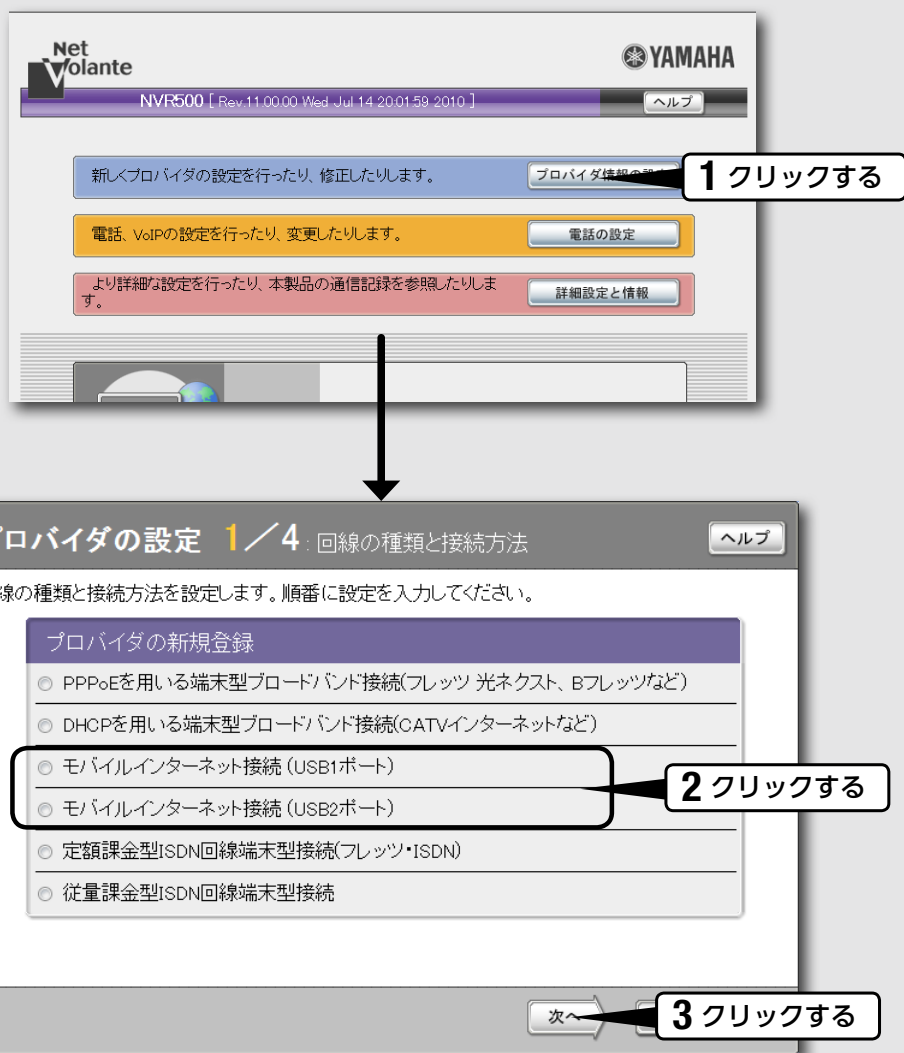 Net
Volante
YAMAHA
NVR500 [ Rev.11.00.00 Wed Jul 14 20:01:59 2010 ]
ヘルプ
新しくプロバイダの設定を行ったり、修正したりします。
プロバイダ情報の
1 クリックする
電話、VoIPの設定を行ったり、変更したりします。
電話の設定
より詳細な設定を行ったり、本製品の通信記録を参照したりしま
す。
詳細設定と情報
プロバイダの設定 1/4 : 回線の種類と接続方法
ヘルプ
線の種類と接続方法を設定します。順番に設定を入力してください。
プロバイダの新規登録
PPPoEを用いる端末型ブロードバンド接続(フレッツ 光ネクスト、Bフレッツなど)
DHCPを用いる端末型ブロードバンド接続(CATVインターネットなど)
モバイルインターネット接続 (USB1ポート)
モバイルインターネット接続 (USB2ポート)
2 クリックする
定額課金型ISDN回線端末型接続(フレッツ・ISDN)
従量課金型ISDN回線端末型接続
次へ
3 クリックする